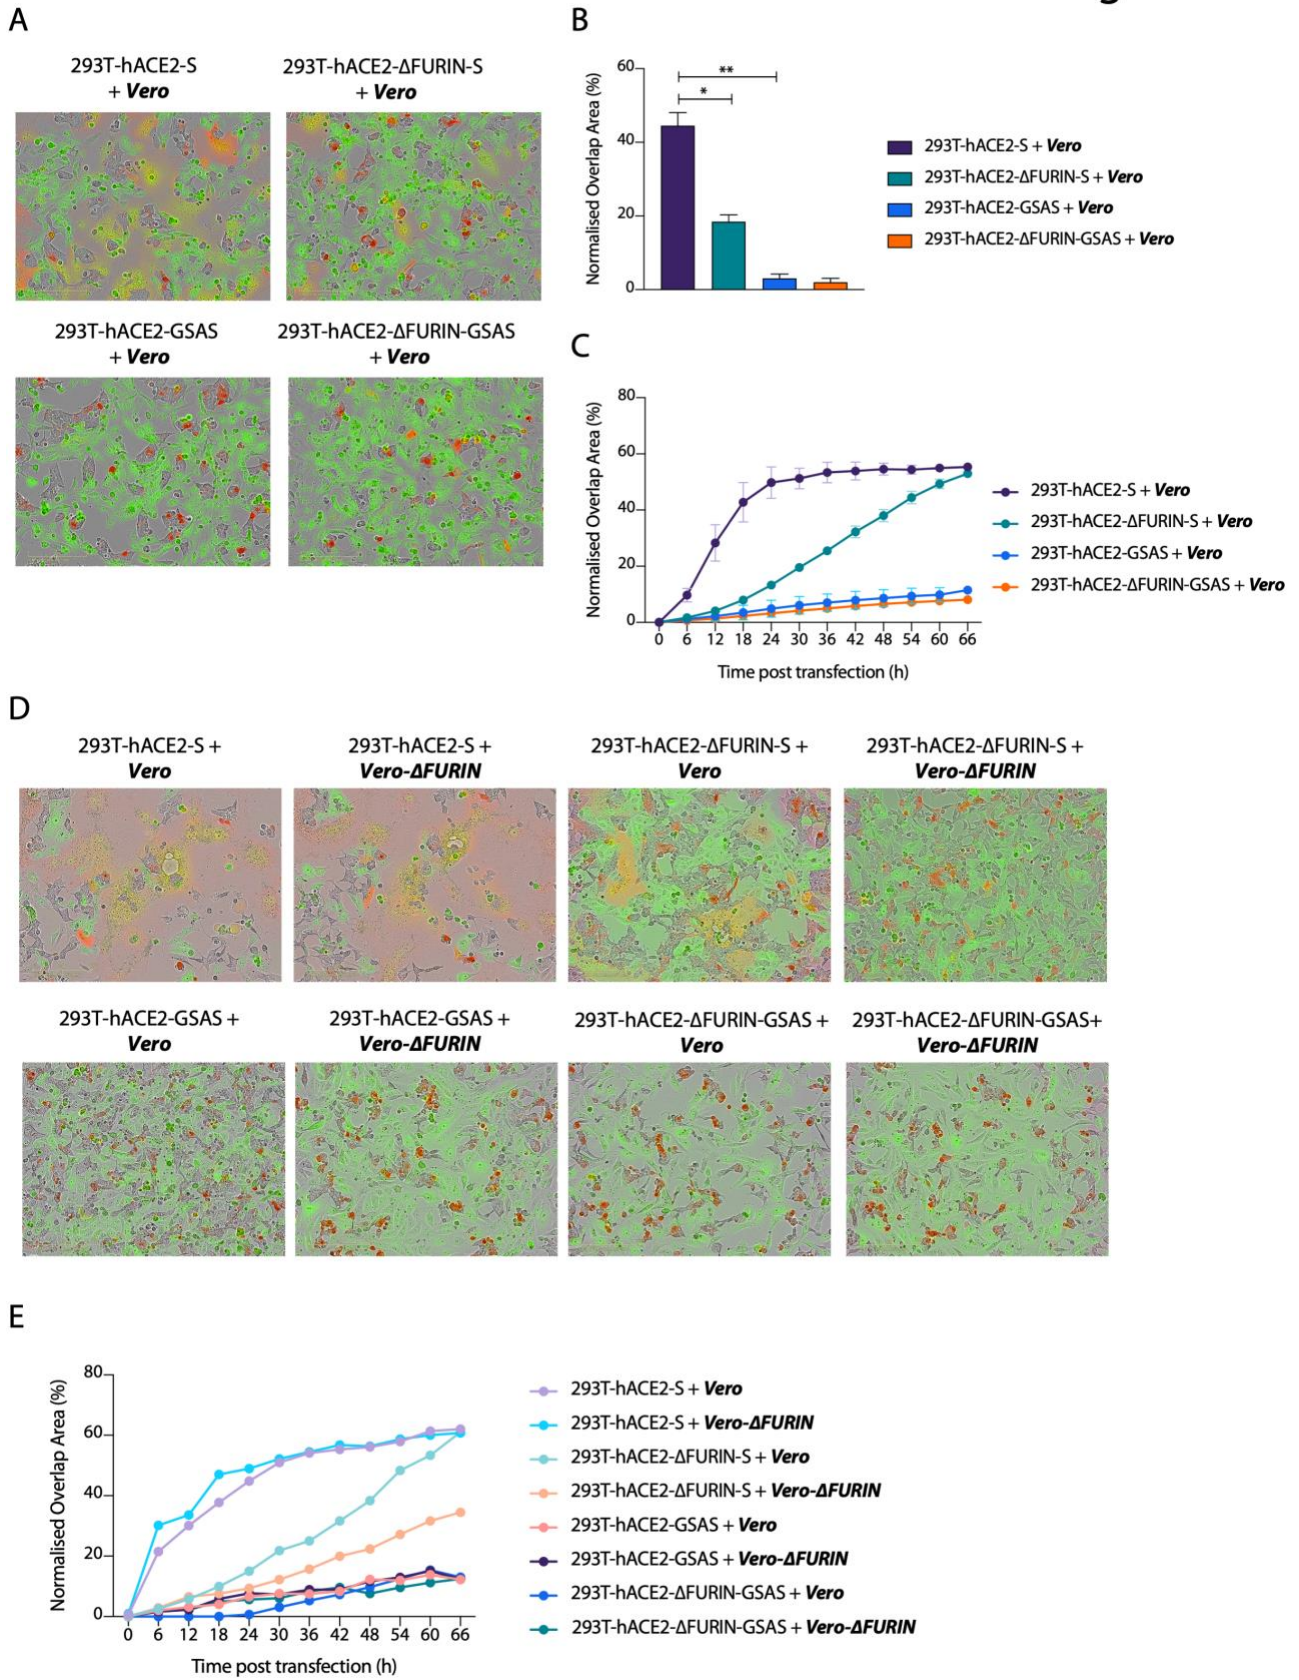 A
293T-hACE2-S
+ Vero
293T-hACE2-ΔFURIN-S
+ Vero
293T-hACE2-GSAS
+ Vero
293T-hACE2-ΔFURIN-GSAS
+ Vero
B
Normalised Overlap Area (%)
60
40
20
0
**
*
293T-hACE2-S + Vero
293T-hACE2-ΔFURIN-S + Vero
293T-hACE2-GSAS + Vero
293T-hACE2-ΔFURIN-GSAS + Vero
C
Normalised Overlap Area (%)
80
60
40
20
0
0 6 12 18 24 30 36 42 48 54 60 66
Time post transfection (h)
293T-hACE2-S + Vero
293T-hACE2-ΔFURIN-S + Vero
293T-hACE2-GSAS + Vero
293T-hACE2-ΔFURIN-GSAS + Vero
D
293T-hACE2-S +
Vero
293T-hACE2-S +
Vero-ΔFURIN
293T-hACE2-ΔFURIN-S +
Vero
293T-hACE2-ΔFURIN-S +
Vero-ΔFURIN
293T-hACE2-GSAS +
Vero
293T-hACE2-GSAS +
Vero-ΔFURIN
293T-hACE2-ΔFURIN-GSAS +
Vero
293T-hACE2-ΔFURIN-GSAS+
Vero-ΔFURIN
E
Normalised Overlap Area (%)
80
60
40
20
0
0 6 12 18 24 30 36 42 48 54 60 66
Time post transfection (h)
293T-hACE2-S + Vero
293T-hACE2-S + Vero-ΔFURIN
293T-hACE2-ΔFURIN-S + Vero
293T-hACE2-ΔFURIN-S + Vero-ΔFURIN
293T-hACE2-GSAS + Vero
293T-hACE2-GSAS + Vero-ΔFURIN
293T-hACE2-ΔFURIN-GSAS + Vero
293T-hACE2-ΔFURIN-GSAS + Vero-ΔFURIN